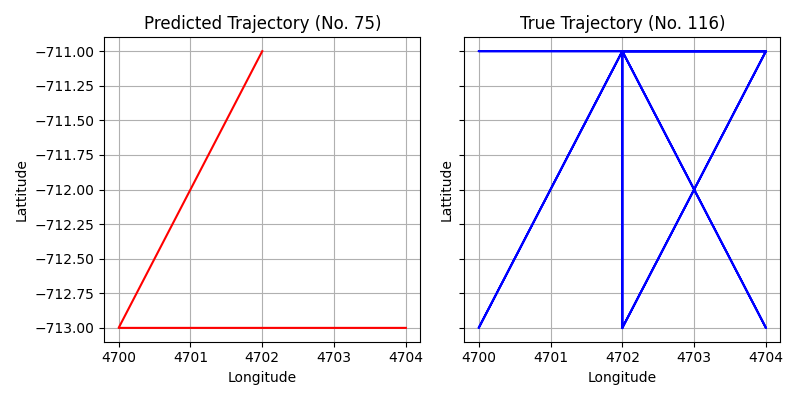 Predicted Trajectory (No. 75)
True Trajectory (No. 116)
−711.00
−711.25
−711.50
−711.75
−712.00
−712.25
−712.50
−712.75
−713.00
Lattitude
Lattitude
4700 4701 4702 4703 4704
4700 4701 4702 4703 4704
Longitude
Longitude